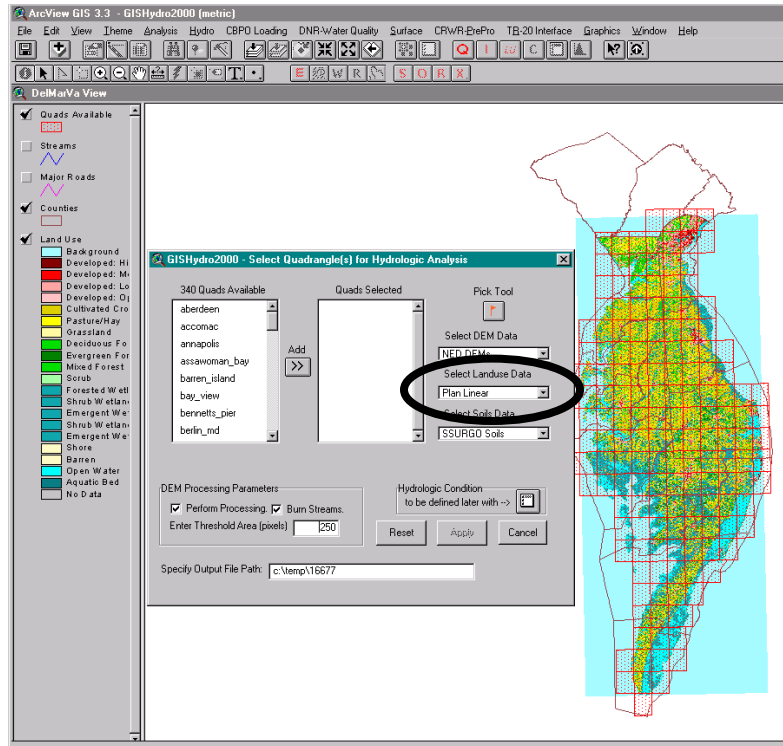 ArcView GIS 3.3 - GISHydro2000 (metric)
File Edit View Theme Analysis Hydro CBPO Loading DNR-Water Quality Surface CRWR-PrePro TR-20 Interface Graphics Window Help
Q I C
T
E W R S O R X
DelMarVa View
Quads Available
Streams
Major Roads
Counties
Land Use
Background
Developed: Hi
Developed: M
Developed: Lo
Developed: Op
Cultivated Cro
Pasture/Hay
Grassland
Deciduous Fo
Evergreen For
Mixed Forest
Scrub
Forested Wetl
Shrub Wetlan
Emergent We
Shrub Wetlan
Emergent We
Shore
Barren
Open Water
Aquatic Bed
No Data
GISHydro2000 - Select Quadrangle(s) for Hydrologic Analysis
340 Quads Available
Quads Selected
Pick Tool
aberdeen
accomac
annapolis
assawoman_bay
barren_island
bay_view
bennetts_pier
berlin_md
Add
>>
Select DEM Data
NED DEMs
Select Landuse Data
Plan Linear
Select Soils Data
SSURGO Soils
DEM Processing Parameters
Perform Processing. Burn Streams.
Enter Threshold Area (pixels) 250
Hydrologic Condition
to be defined later with -->
Reset Apply Cancel
Specify Output File Path: c:\temp\16677